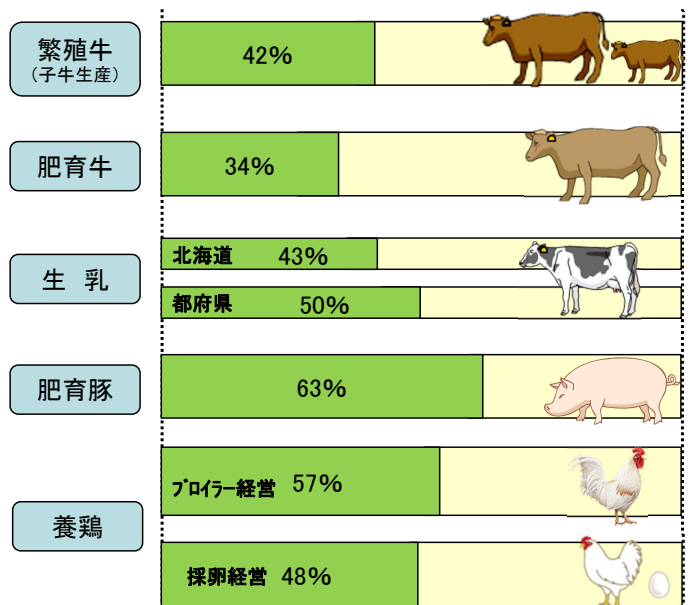 繁殖牛
（子牛生産）
42%
肥育牛
34%
生 乳
北海道 43%
都府県 50%
肥育豚
63%
養鶏
ﾌﾞﾛｲﾗｰ経営 57%
採卵経営 48%